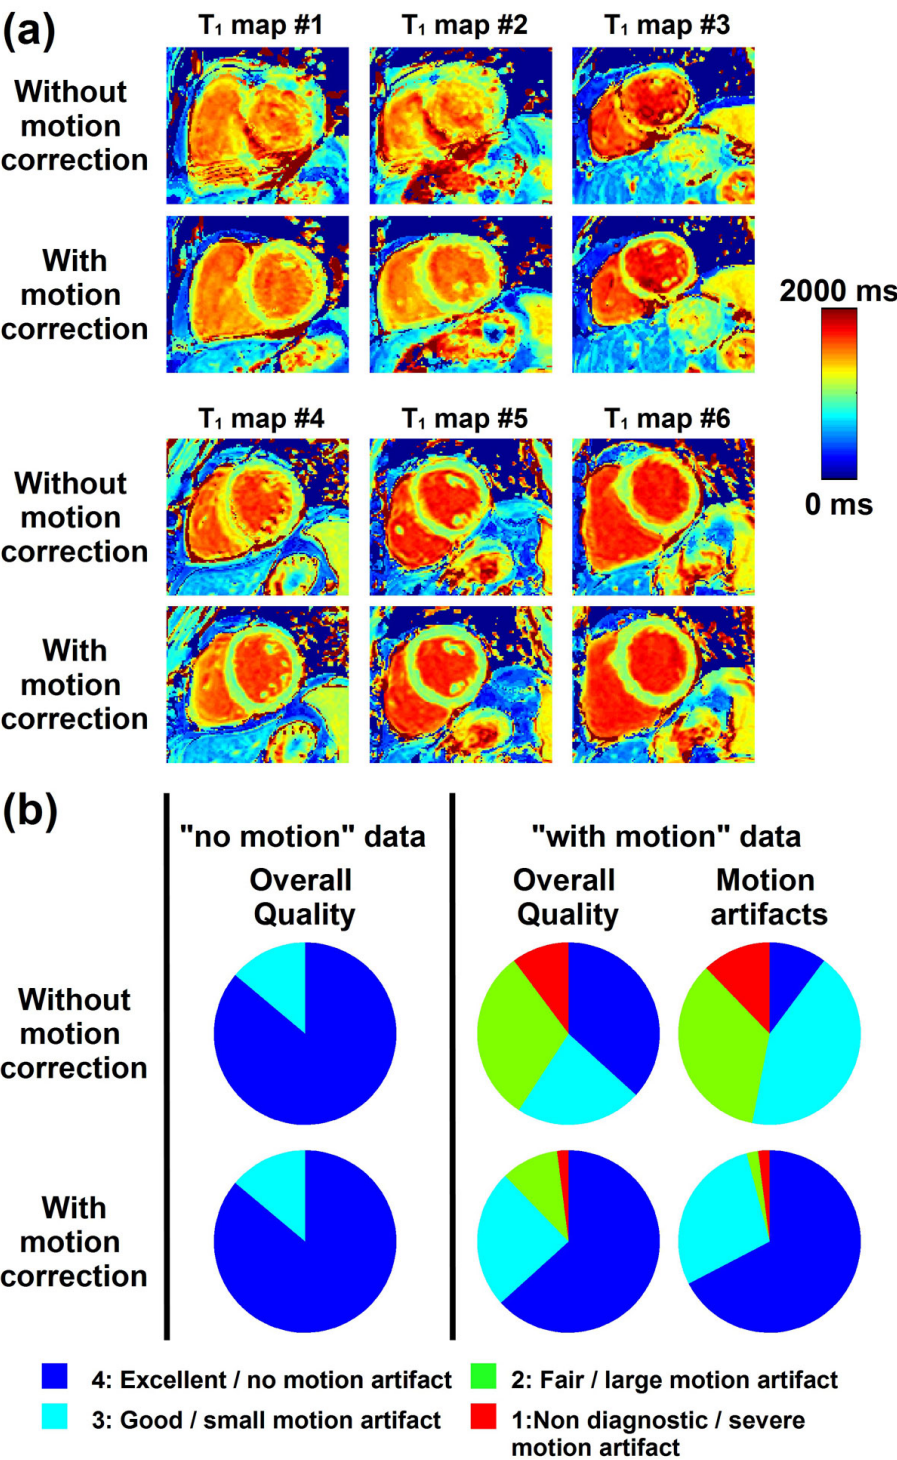 (a)
T₁ map #1
T₁ map #2
T₁ map #3
Without
motion
correction
With
motion
correction
2000 ms
0 ms
T₁ map #4
T₁ map #5
T₁ map #6
Without
motion
correction
With
motion
correction
(b)
"no motion" data
"with motion" data
Overall
Quality
Overall
Quality
Motion
artifacts
Without
motion
correction
With
motion
correction
4: Excellent / no motion artifact
3: Good / small motion artifact
2: Fair / large motion artifact
1:Non diagnostic / severe
motion artifact